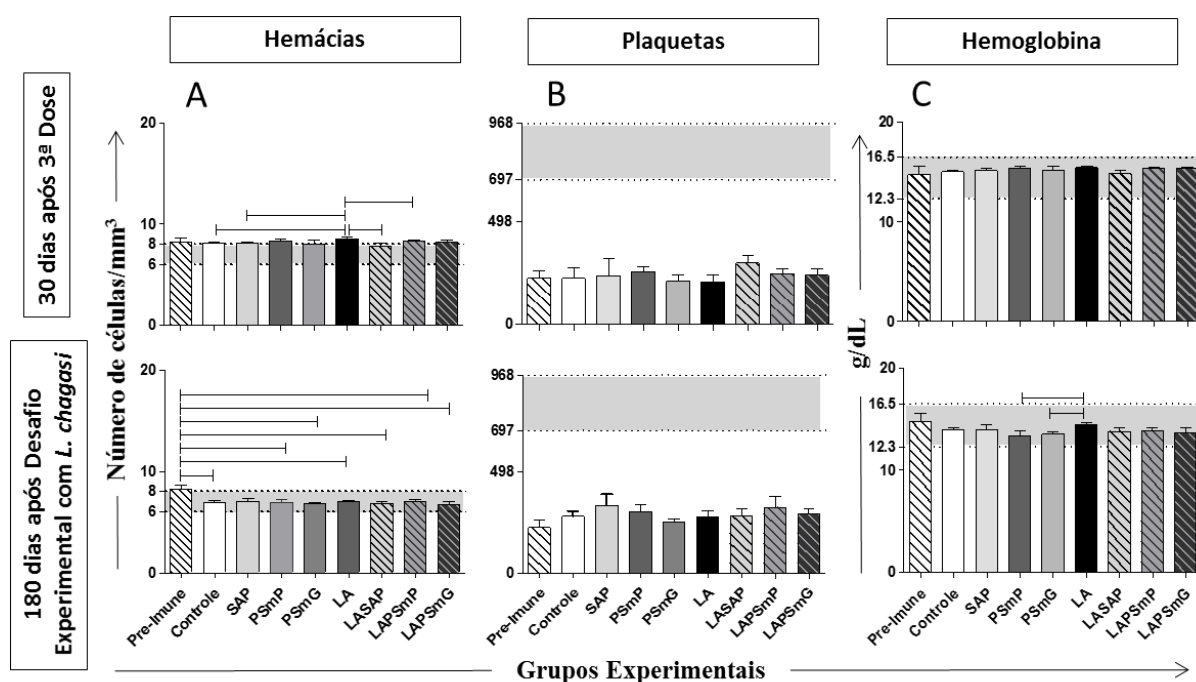 Hemácias
Plaquetas
Hemoglobina
30 dias após 3ª Dose
180 dias após Desafio
Experimental com L. chagasi
Número de células/mm³
g/dL
A
20
10
8
6
0
B
968
697
498
0
C
20
16.5
12.3
10
0
20
10
8
6
0
968
697
498
0
20
16.5
12.3
10
0
Pre-Imune
Controle
SAP
PSmP
PSmG
LA
LASAP
LAPSmP
LAPSmG
Pre-Imune
Controle
SAP
PSmP
PSmG
LA
LASAP
LAPSmP
LAPSmG
Pre-Imune
Controle
SAP
PSmP
PSmG
LA
LASAP
LAPSmP
LAPSmG
Grupos Experimentais